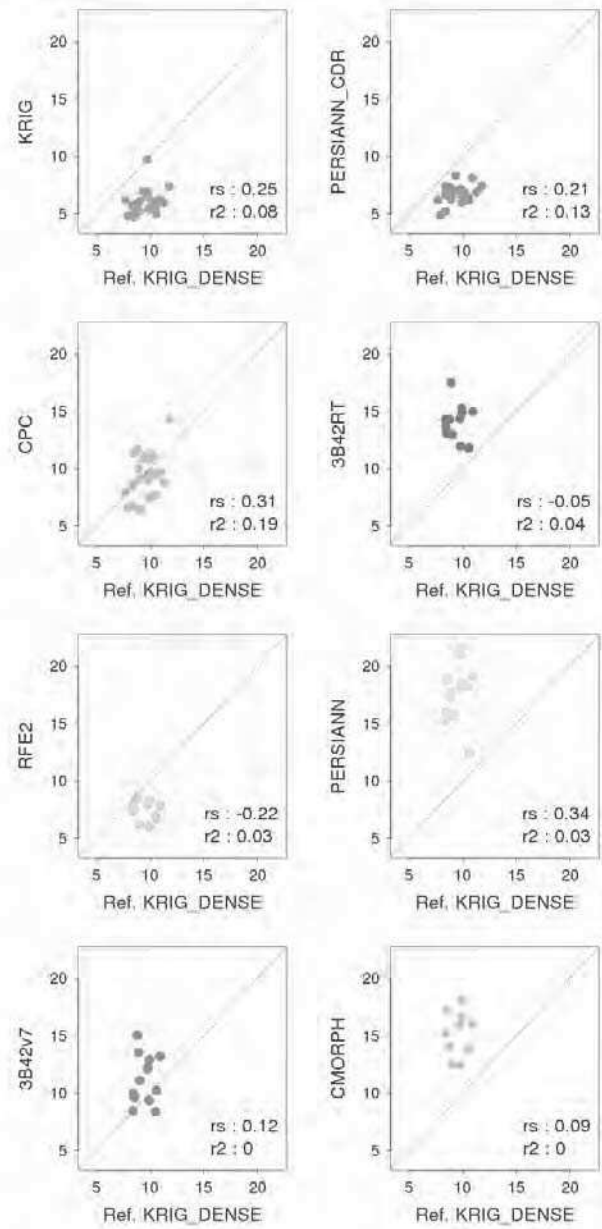 20
15
10
5
KRIG
rs : 0.25
r2 : 0.08
5 10 15 20
Ref. KRIG_DENSE
20
15
10
5
PERSIANN_CDR
rs : 0.21
r2 : 0.13
5 10 15 20
Ref. KRIG_DENSE
20
15
10
5
CPC
rs : 0.31
r2 : 0.19
5 10 15 20
Ref. KRIG_DENSE
20
15
10
5
3B42RT
rs : -0.05
r2 : 0.04
5 10 15 20
Ref. KRIG_DENSE
20
15
10
5
RFE2
rs : -0.22
r2 : 0.03
5 10 15 20
Ref. KRIG_DENSE
20
15
10
5
PERSIANN
rs : 0.34
r2 : 0.03
5 10 15 20
Ref. KRIG_DENSE
20
15
10
5
3B42v7
rs : 0.12
r2 : 0
5 10 15 20
Ref. KRIG_DENSE
20
15
10
5
CMORPH
rs : 0.09
r2 : 0
5 10 15 20
Ref. KRIG_DENSE